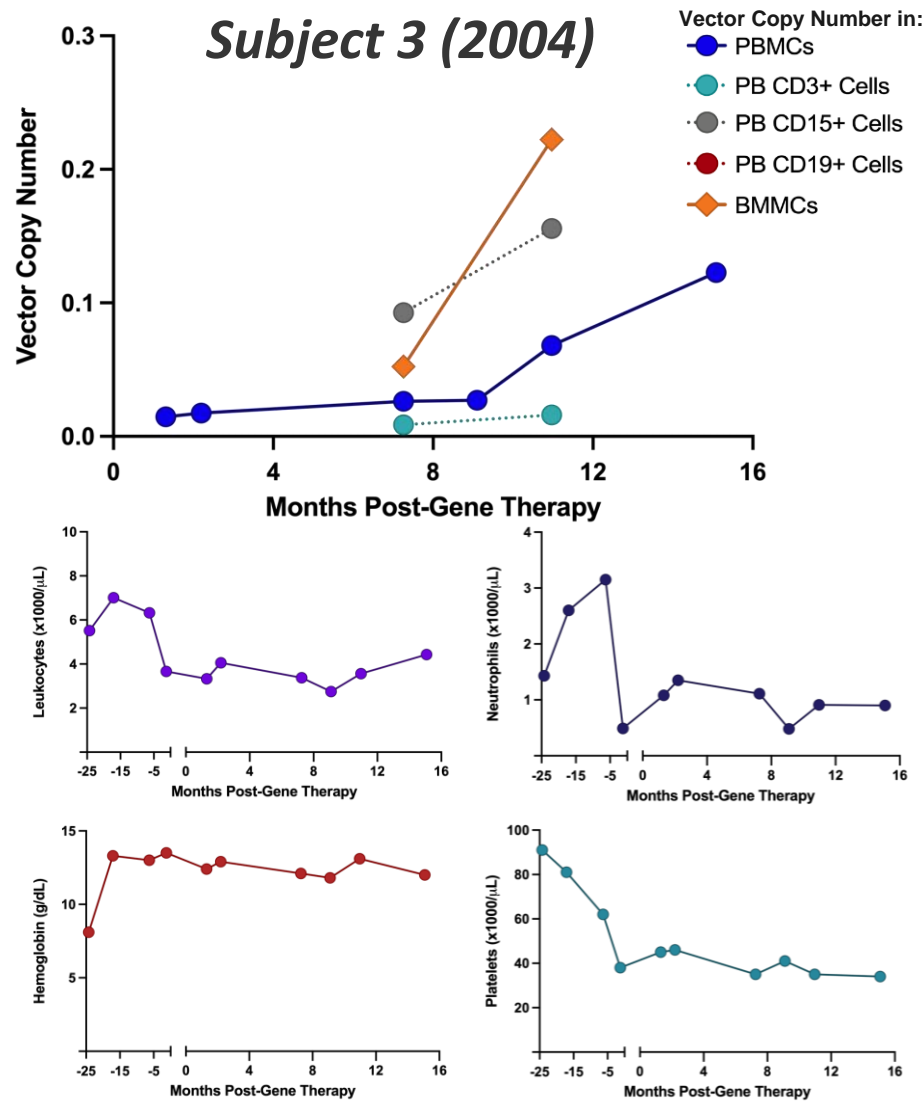 Subject 3 (2004)
Vector Copy Number in:
PBMCs
PB CD3+ Cells
PB CD15+ Cells
PB CD19+ Cells
BMMCs
Vector Copy Number
0.3
0.2
0.1
0.0
0 4 8 12 16
Months Post-Gene Therapy
Leukocytes (x1000/μL)
10
8
6
4
2
-25 -15 -5 0 4 8 12 16
Months Post-Gene Therapy
Neutrophils (x1000/μL)
4
3
2
1
-25 -15 -5 0 4 8 12 16
Months Post-Gene Therapy
Hemoglobin (g/dL)
15
10
5
-25 -15 -5 0 4 8 12 16
Months Post-Gene Therapy
Platelets (x1000/μL)
100
80
60
40
20
-25 -15 -5 0 4 8 12 16
Months Post-Gene Therapy